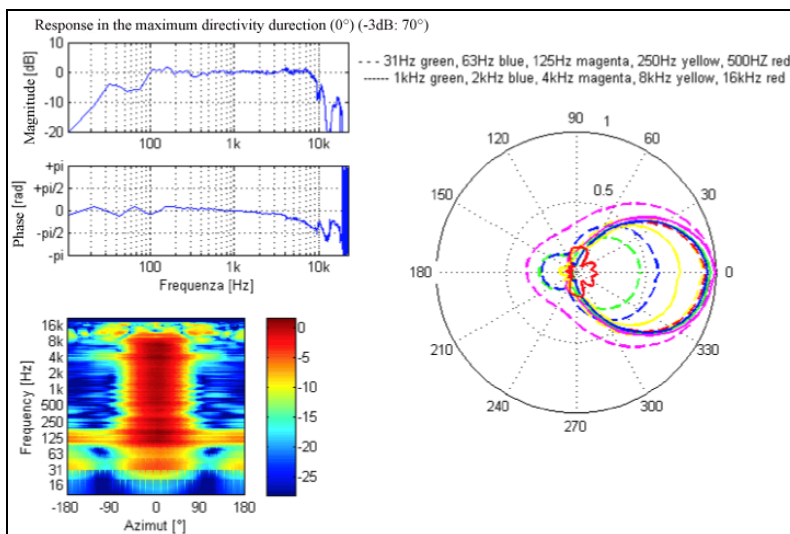 Response in the maximum directivity durection (0°) (-3dB: 70°)
Magnitude [dB]
10
0
-10
-20
100
1k
10k
Phase [rad]
+pi
+pi/2
0
-pi/2
-pi
100
1k
10k
Frequenza [Hz]
Frequency [Hz]
16k
8k
4k
2k
1k
500
250
125
63
31
16
-180
-90
0
90
180
Azimut [°]
0
-5
-10
-15
-20
-25
- - - 31Hz green, 63Hz blue, 125Hz magenta, 250Hz yellow, 500HZ red
------ 1kHz green, 2kHz blue, 4kHz magenta, 8kHz yellow, 16kHz red
90
1
120
60
0.5
150
30
180
0
210
330
240
300
270